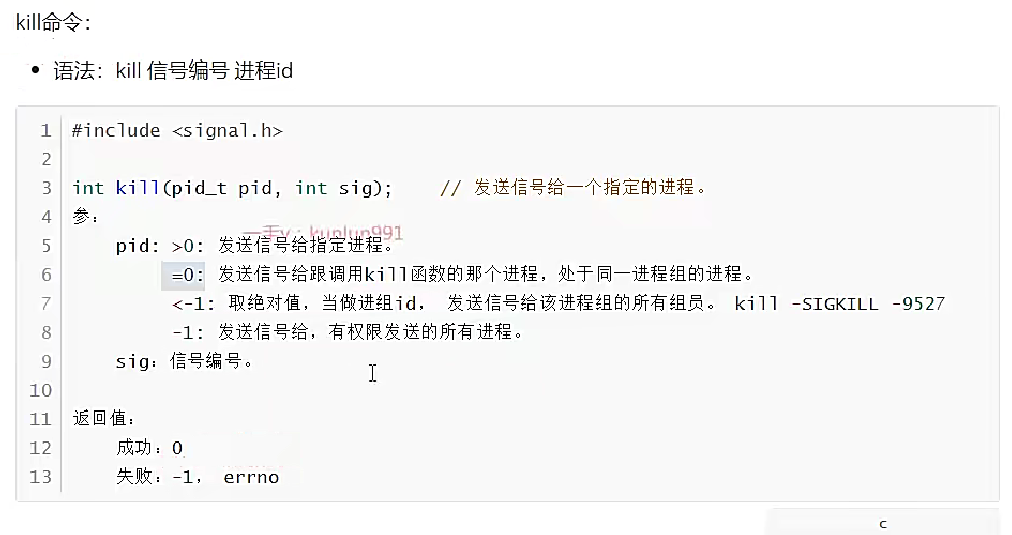 kill命令：
• 语法：kill 信号编号 进程id
1 #include <signal.h>
2
3 int kill(pid_t pid, int sig); // 发送信号给一个指定的进程。
4 参：
一手v：kunlun991
5 pid: >0: 发送信号给指定进程。
6 =0: 发送信号给跟调用kill函数的那个进程，处于同一进程组的进程。
7 <-1: 取绝对值，当做进组id， 发送信号给该进程组的所有组员。 kill -SIGKILL -9527
8 -1: 发送信号给，有权限发送的所有进程。
9 sig：信号编号。
10
11 返回值：
12 成功：0
13 失败：-1， errno
c